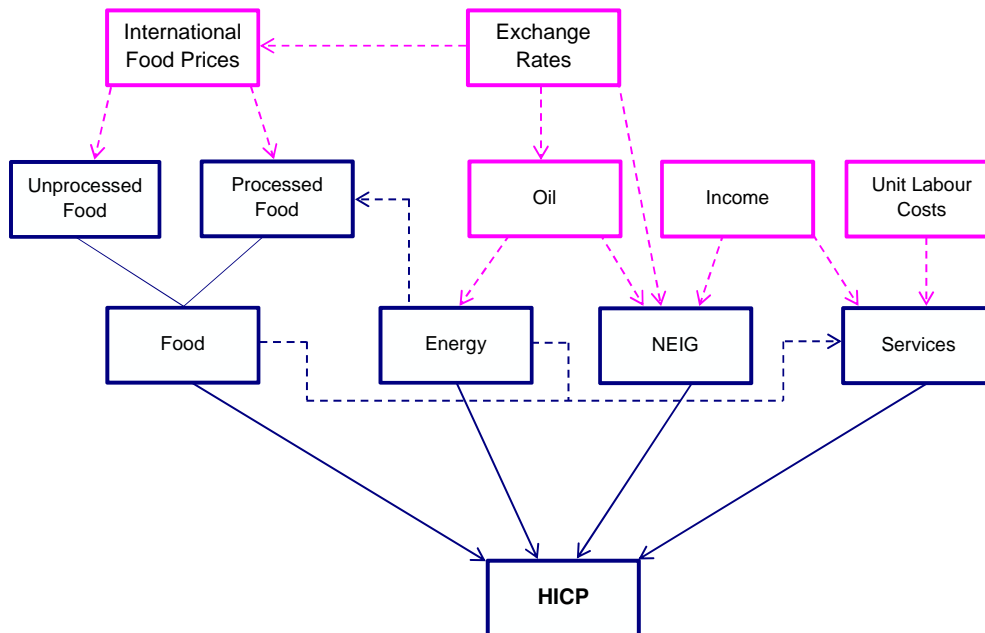 International
Food Prices
Exchange
Rates
Unprocessed
Food
Processed
Food
Oil
Income
Unit Labour
Costs
Food
Energy
NEIG
Services
HICP